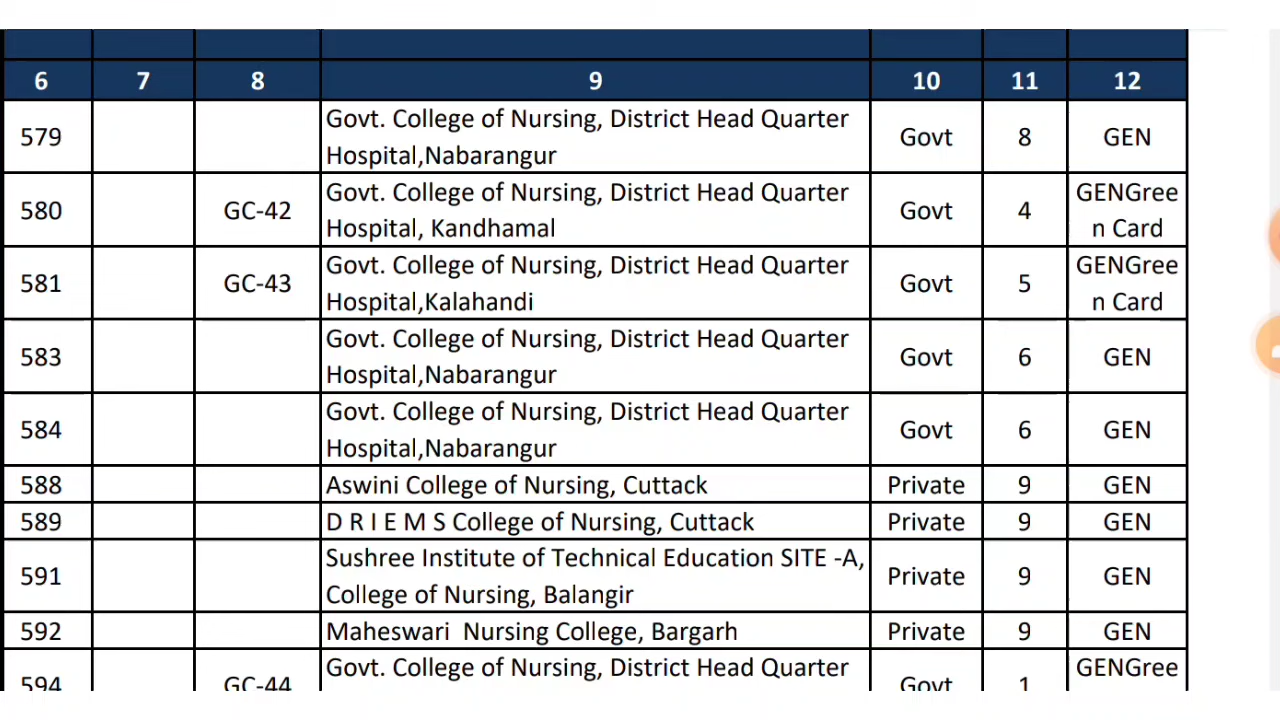 6 7 8 9 10 11 12
579 Govt. College of Nursing, District Head Quarter Hospital,Nabarangur Govt 8 GEN
580 GC-42 Govt. College of Nursing, District Head Quarter Hospital, Kandhamal Govt 4 GENGree n Card
581 GC-43 Govt. College of Nursing, District Head Quarter Hospital,Kalahandi Govt 5 GENGree n Card
583 Govt. College of Nursing, District Head Quarter Hospital,Nabarangur Govt 6 GEN
584 Govt. College of Nursing, District Head Quarter Hospital,Nabarangur Govt 6 GEN
588 Aswini College of Nursing, Cuttack Private 9 GEN
589 D R I E M S College of Nursing, Cuttack Private 9 GEN
591 Sushree Institute of Technical Education SITE -A, College of Nursing, Balangir Private 9 GEN
592 Maheswari Nursing College, Bargarh Private 9 GEN
594 GC-44 Govt. College of Nursing, District Head Quarter Govt 1 GENGree